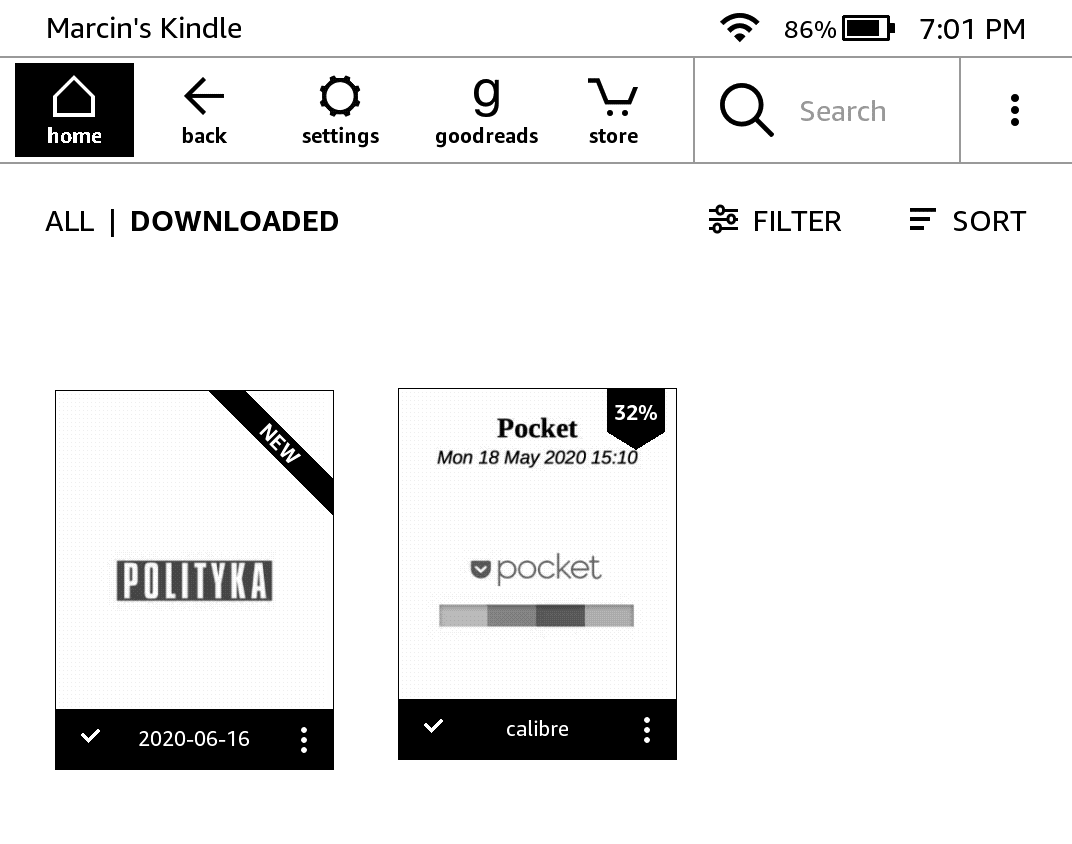 Marcin's Kindle 86% 7:01 PM
home back settings goodreads store Search
ALL | DOWNLOADED FILTER SORT
NEW
POLITYKA
2020-06-16
32%
Pocket
Mon 18 May 2020 15:10
pocket
calibre